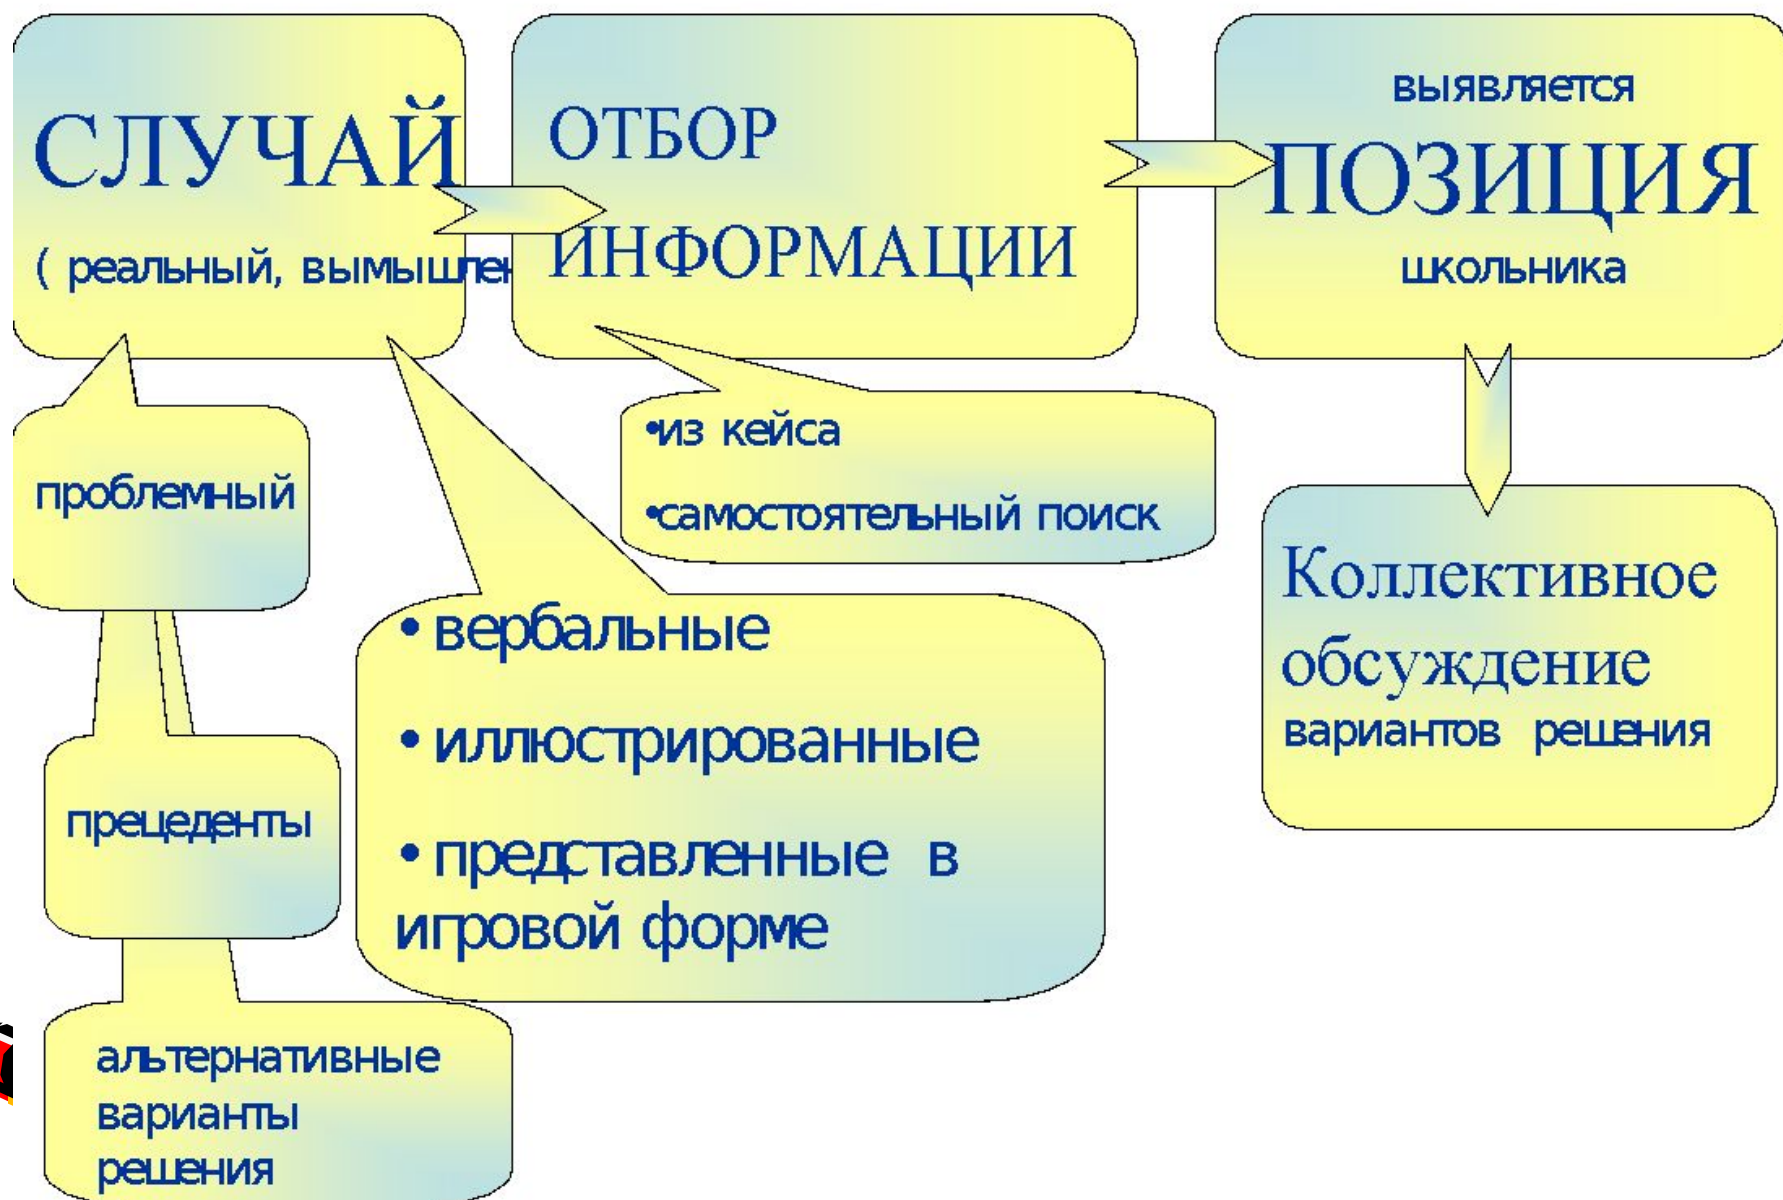 СЛУЧАЙ
( реальный, вымышлен
ОТБОР
ИНФОРМАЦИИ
выявляется
ПОЗИЦИЯ
школьника
•из кейса
•самостоятельный поиск
проблемный
•вербальные
•иллюстрированные
•представленные в
игровой форме
Коллективное
обсуждение
вариантов решения
прецеденты
альтернативные
варианты
решения